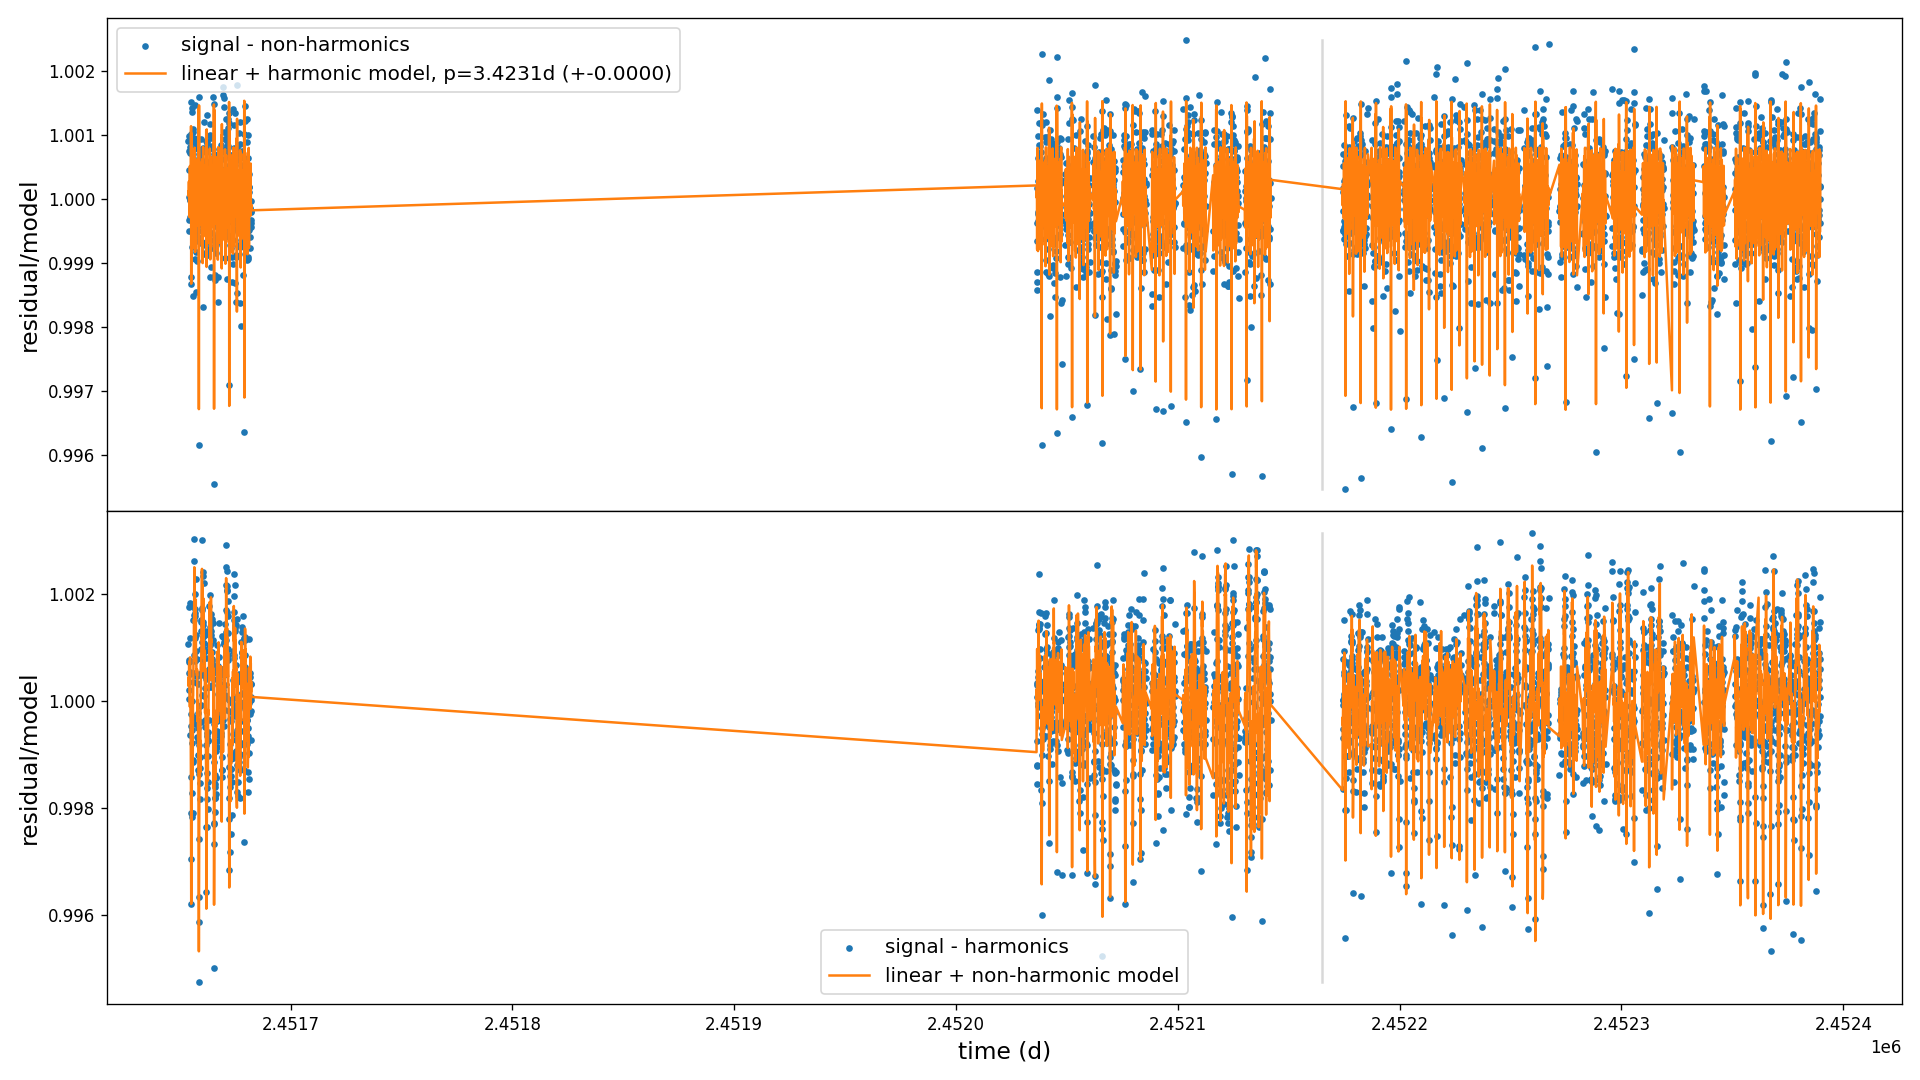 signal - non-harmonics
linear + harmonic model, p=3.4231d (+-0.0000)
1.002
1.001
1.000
0.999
0.998
0.997
0.996
residual/model
1.002
1.000
0.998
0.996
residual/model
signal - harmonics
linear + non-harmonic model
2.4517
2.4518
2.4519
2.4520
2.4521
2.4522
2.4523
2.4524
1e6
time (d)